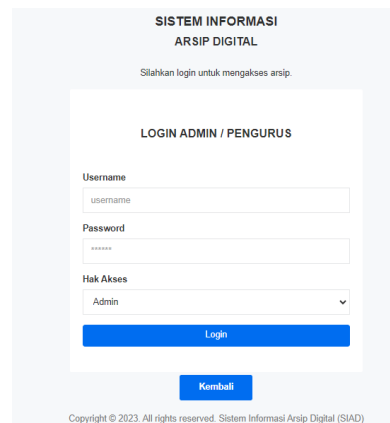 SISTEM INFORMASI
ARSIP DIGITAL
Silahkan login untuk mengakses arsip.
LOGIN ADMIN / PENGURUS
Username
username
Password
******
Hak Akses
Admin
Login
Kembali
Copyright © 2023. All rights reserved. Sistem Informasi Arsip Digital (SIAD)